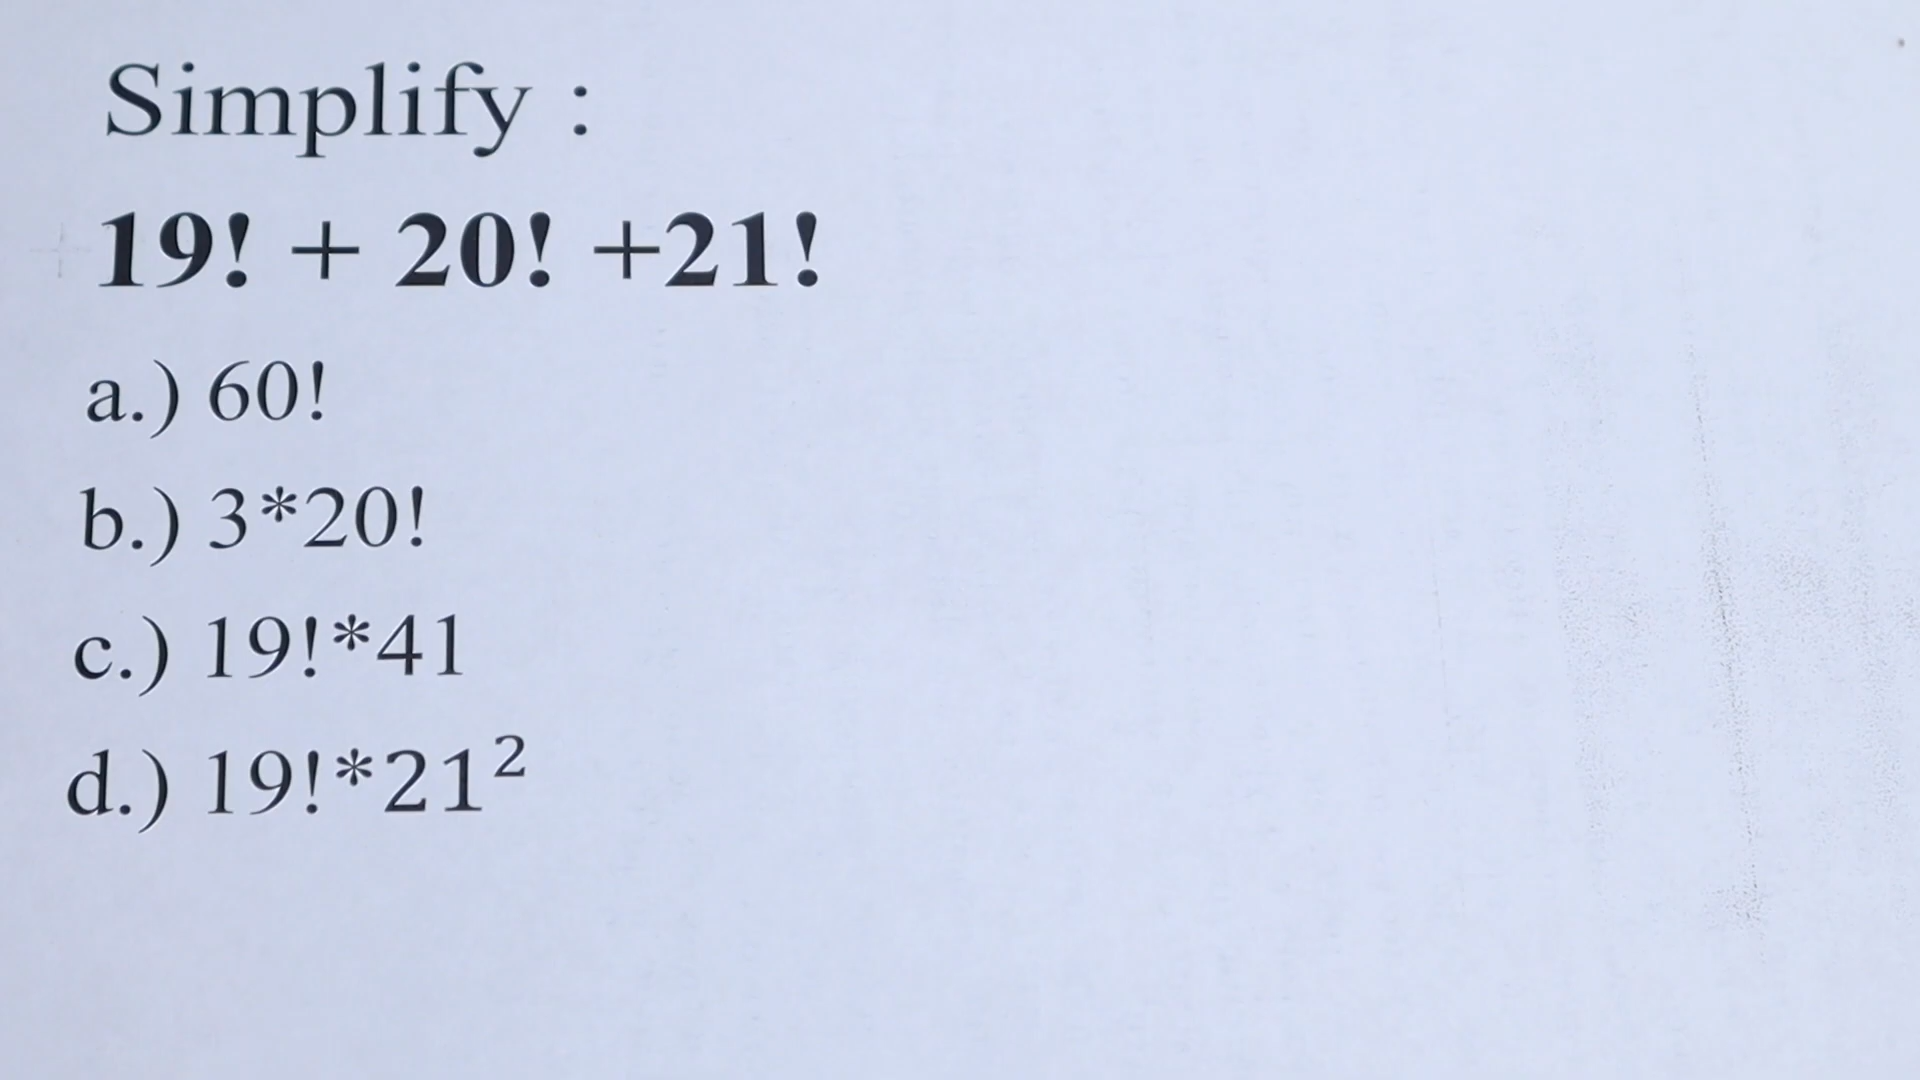 Simplify :
19! + 20! +21!
a.) 60!
b.) 3*20!
c.) 19!*41
d.) 19!*21²